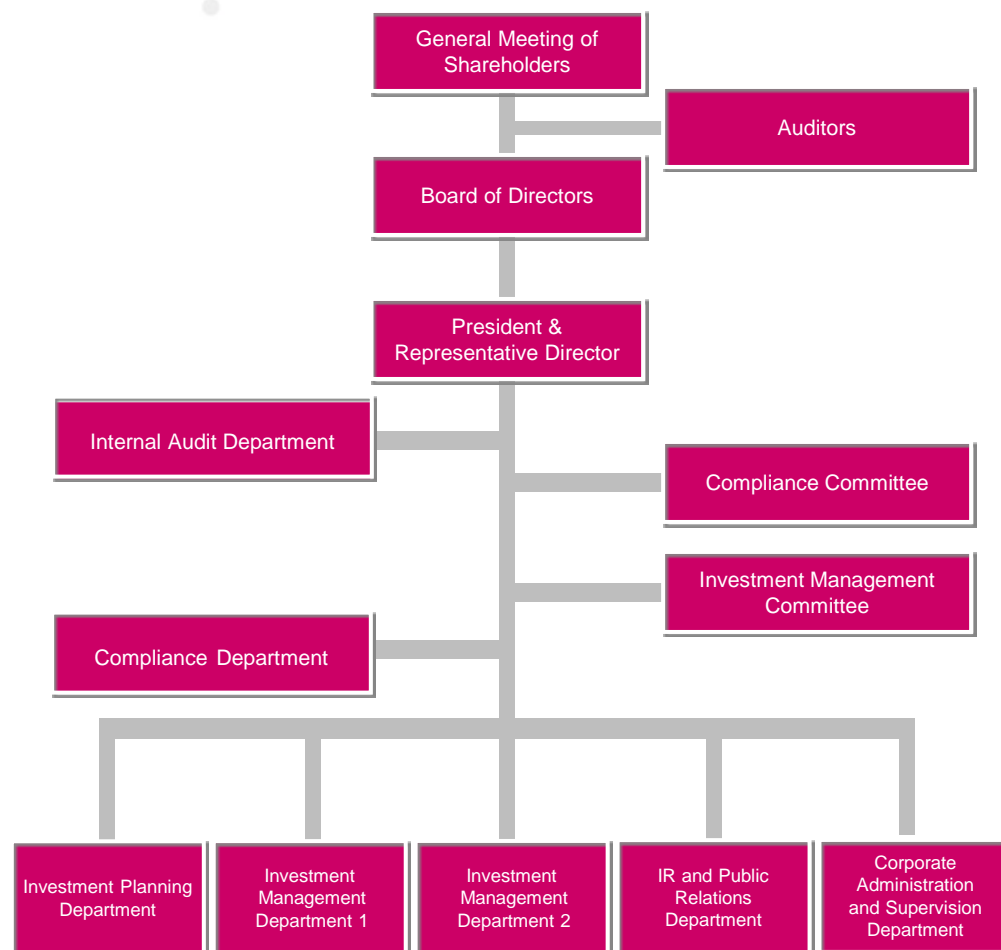 General Meeting of
Shareholders
Auditors
Board of Directors
President &
Representative Director
Internal Audit Department
Compliance Committee
Investment Management
Committee
Compliance Department
Investment Planning
Department
Investment
Management
Department 1
Investment
Management
Department 2
IR and Public
Relations
Department
Corporate
Administration
and Supervision
Department